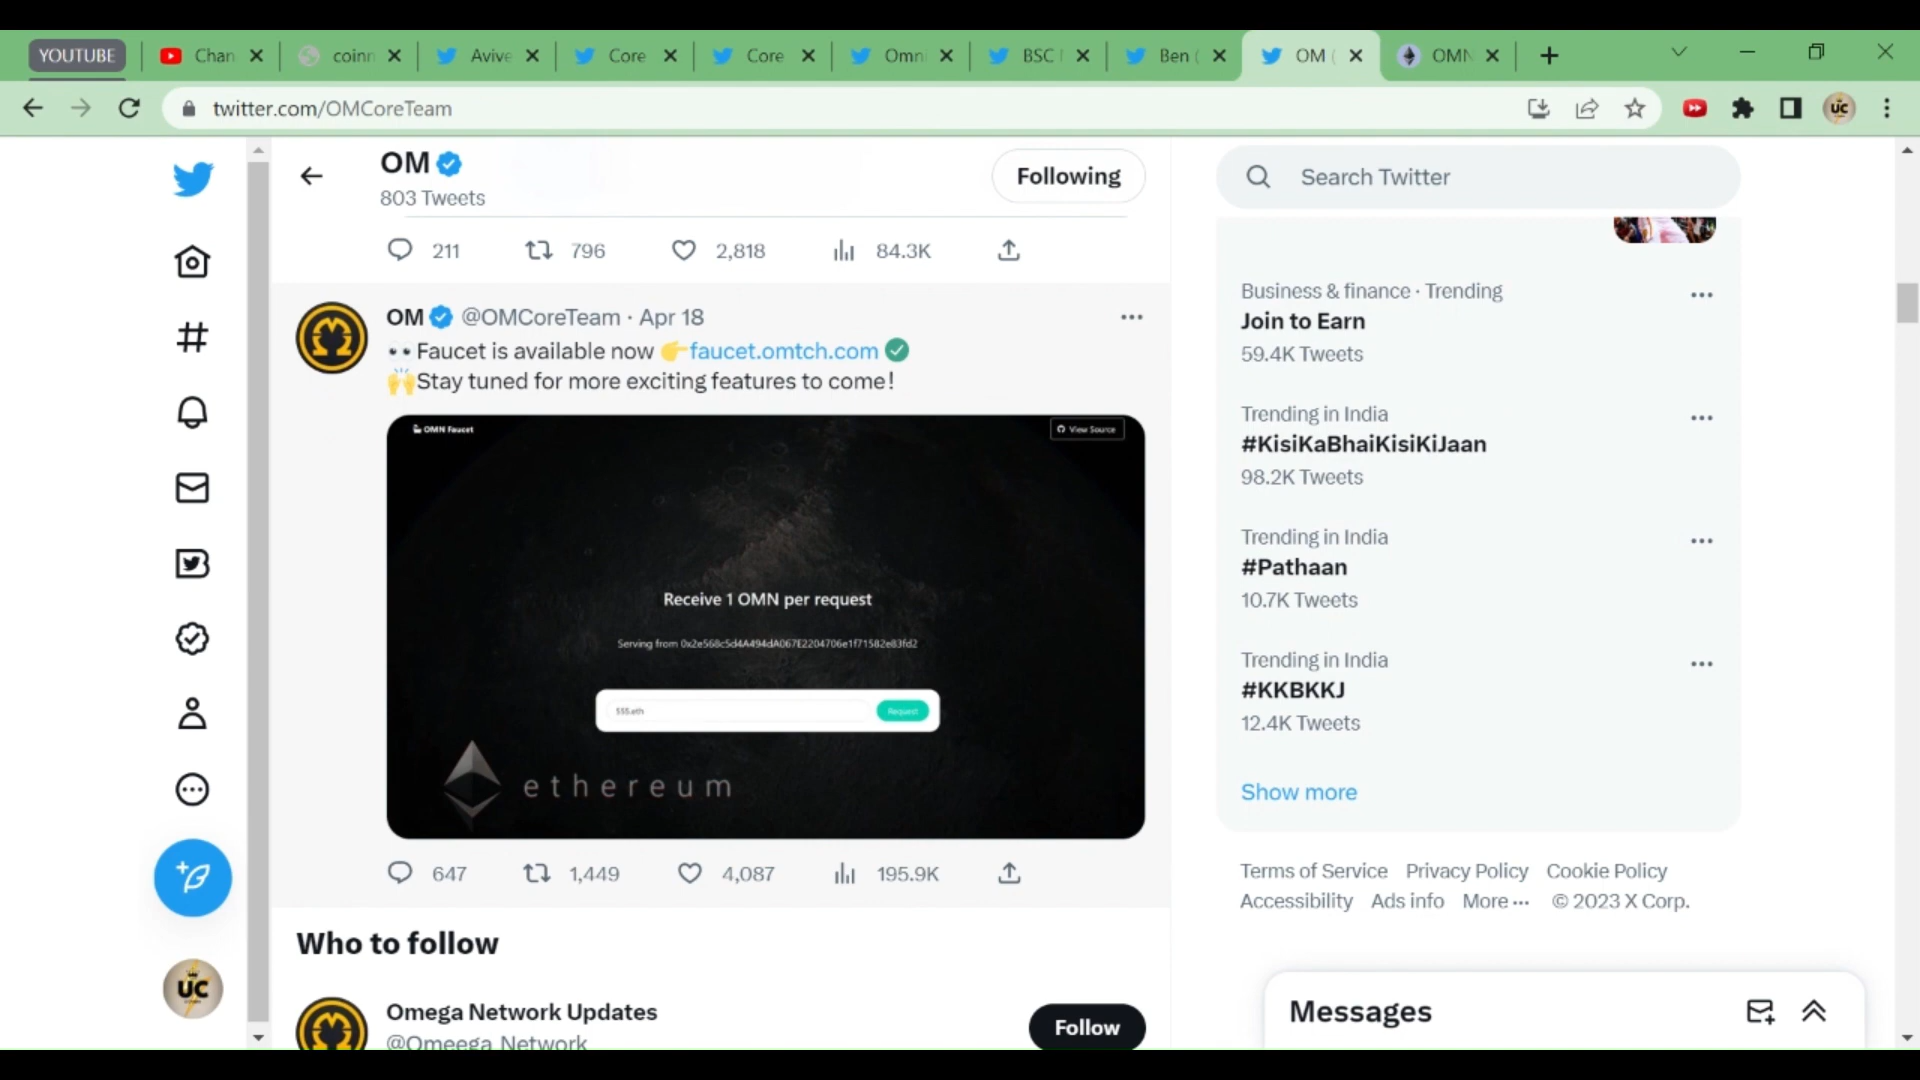 YOUTUBE
Chan
coinr
Avive
Core
Core
Omn
BSC
Ben (
OM (
OMN
twitter.com/OMCoreTeam
OM
803 Tweets
Following
Search Twitter
211 796 2,818 84.3K
OM @OMCoreTeam · Apr 18
👀Faucet is available now 👉faucet.omtch.com ✅
🙌Stay tuned for more exciting features to come!
OMN Faucet
View Source
Receive 1 OMN per request
Serving from 0x2e568c5d4A494dA067E2204706e1f71582e83fd2
555.eth
Request
ethereum
647 1,449 4,087 195.9K
Who to follow
Omega Network Updates
@Omeega_Network
Follow
Business & finance · Trending
Join to Earn
59.4K Tweets
Trending in India
#KisiKaBhaiKisiKiJaan
98.2K Tweets
Trending in India
#Pathaan
10.7K Tweets
Trending in India
#KKBKKJ
12.4K Tweets
Show more
Terms of Service Privacy Policy Cookie Policy
Accessibility Ads info More ··· © 2023 X Corp.
Messages
UC
UC